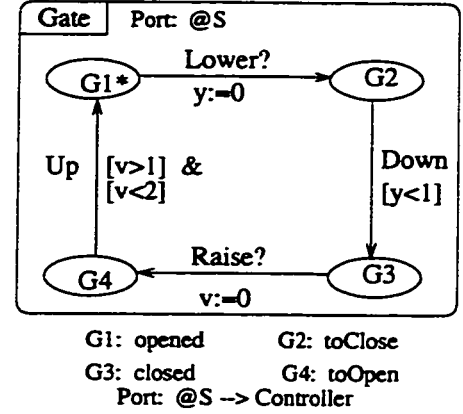 Gate Port: @S
Lower?
G1* G2
y:=0
Up [v>1] & Down
[v<2] [y<1]
Raise?
G4 G3
v:=0
G1: opened G2: toClose
G3: closed G4: toOpen
Port: @S --> Controller